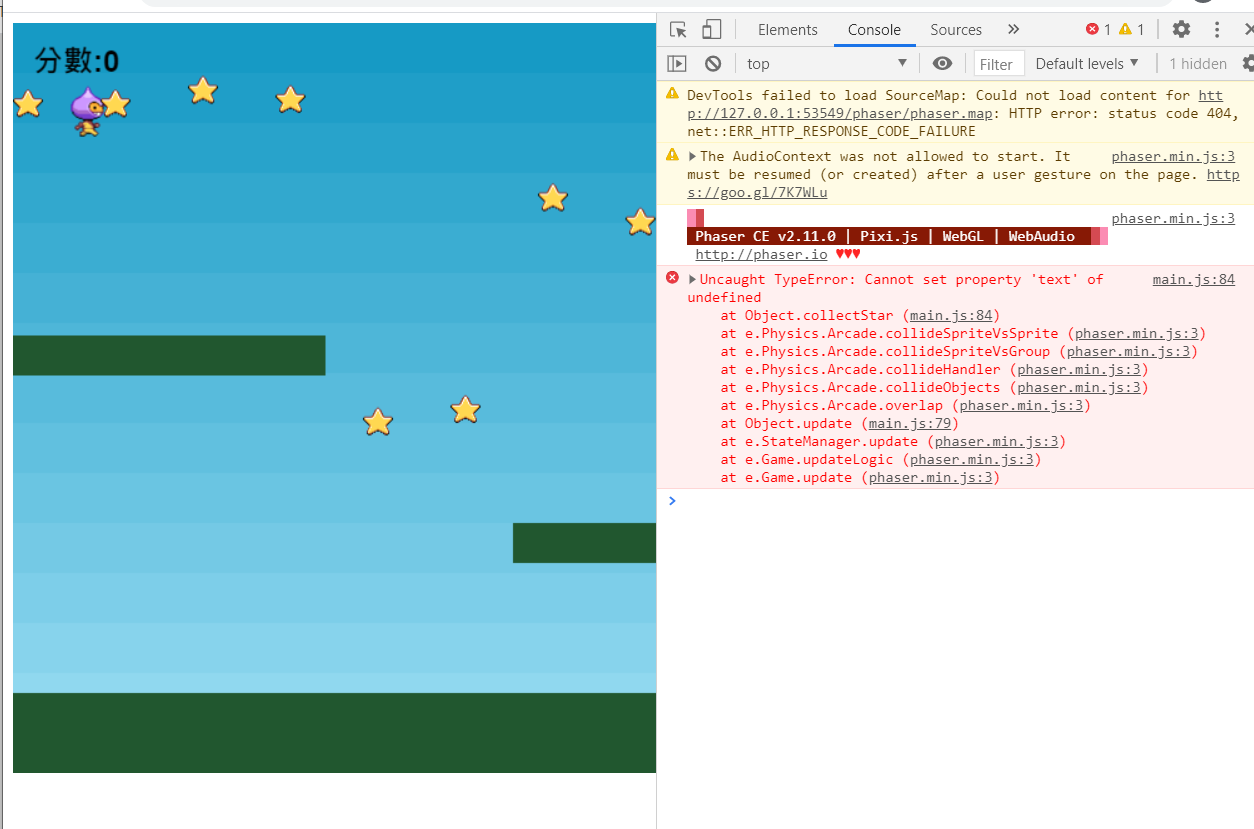 分數:0
Elements Console Sources » 1 1
top Filter Default levels ▼ 1 hidden
DevTools failed to load SourceMap: Could not load content for htt
p://127.0.0.1:53549/phaser/phaser.map: HTTP error: status code 404,
net::ERR_HTTP_RESPONSE_CODE_FAILURE
▶The AudioContext was not allowed to start. It phaser.min.js:3
must be resumed (or created) after a user gesture on the page. http
s://goo.gl/7K7WLu
phaser.min.js:3
Phaser CE v2.11.0 | Pixi.js | WebGL | WebAudio
http://phaser.io ♥♥♥
▶Uncaught TypeError: Cannot set property 'text' of main.js:84
undefined
at Object.collectStar (main.js:84)
at e.Physics.Arcade.collideSpriteVsSprite (phaser.min.js:3)
at e.Physics.Arcade.collideSpriteVsGroup (phaser.min.js:3)
at e.Physics.Arcade.collideHandler (phaser.min.js:3)
at e.Physics.Arcade.collideObjects (phaser.min.js:3)
at e.Physics.Arcade.overlap (phaser.min.js:3)
at Object.update (main.js:79)
at e.StateManager.update (phaser.min.js:3)
at e.Game.updateLogic (phaser.min.js:3)
at e.Game.update (phaser.min.js:3)